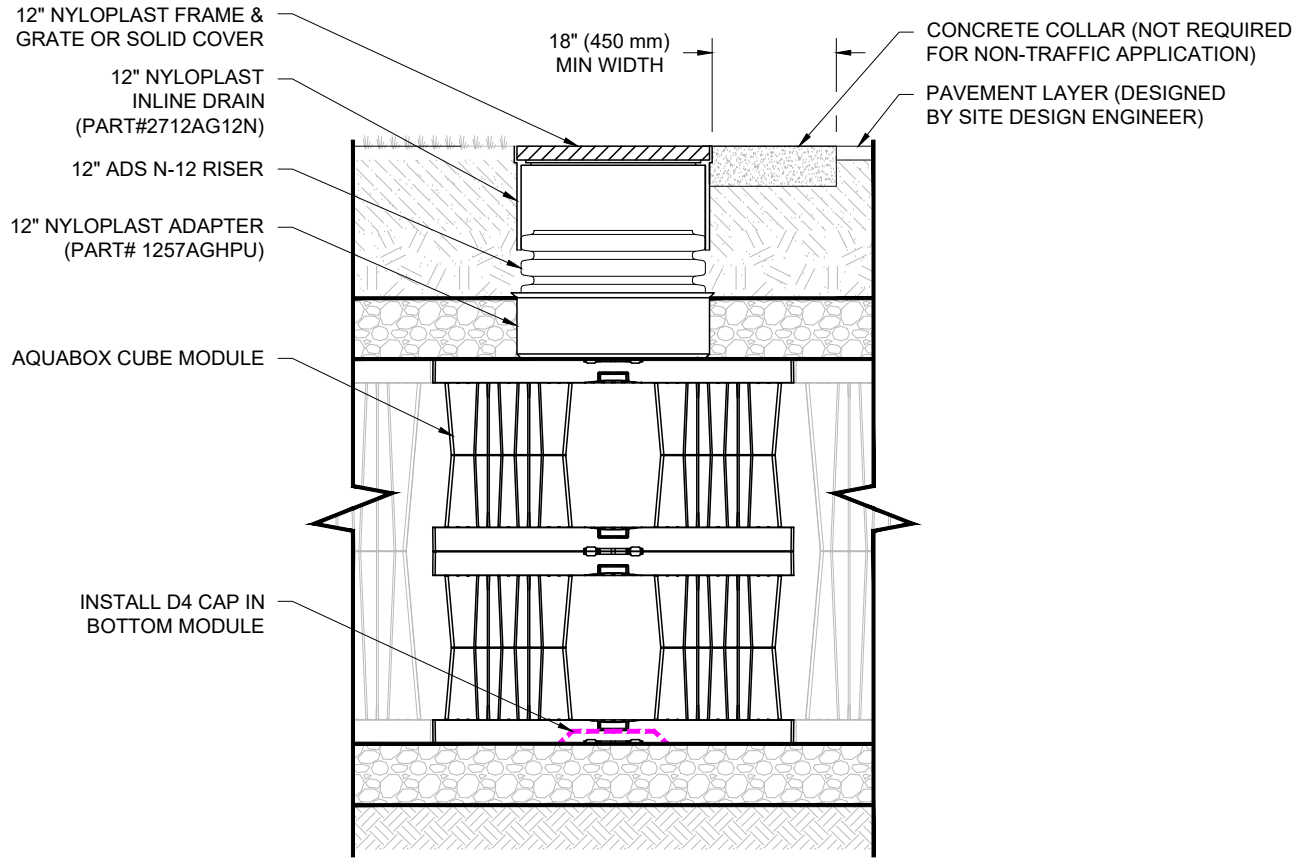 12" NYLOPLAST FRAME &
GRATE OR SOLID COVER
12" NYLOPLAST
INLINE DRAIN
(PART#2712AG12N)
12" ADS N-12 RISER
12" NYLOPLAST ADAPTER
(PART# 1257AGHPU)
AQUABOX CUBE MODULE
INSTALL D4 CAP IN
BOTTOM MODULE
18" (450 mm)
MIN WIDTH
CONCRETE COLLAR (NOT REQUIRED
FOR NON-TRAFFIC APPLICATION)
PAVEMENT LAYER (DESIGNED
BY SITE DESIGN ENGINEER)